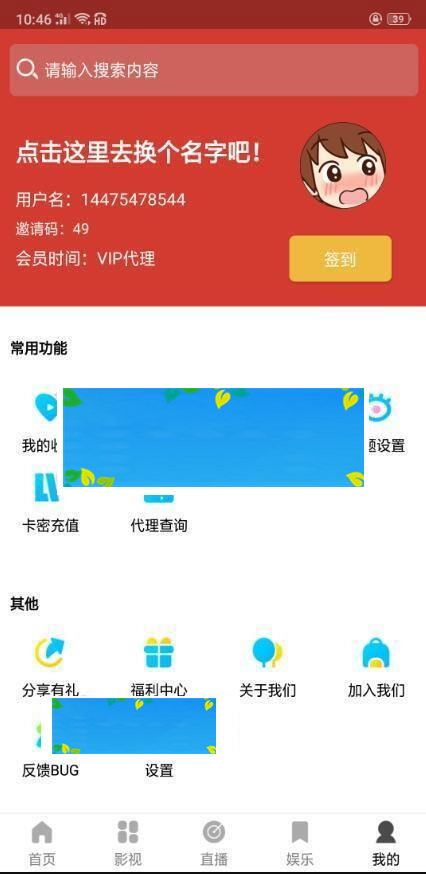 10:46 4G HD 39
请输入搜索内容
点击这里去换个名字吧！
用户名：14475478544
邀请码：49
会员时间：VIP代理
签到
常用功能
我的 题设置
卡密充值 代理查询
其他
分享有礼 福利中心 关于我们 加入我们
反馈BUG 设置
首页 影视 直播 娱乐 我的